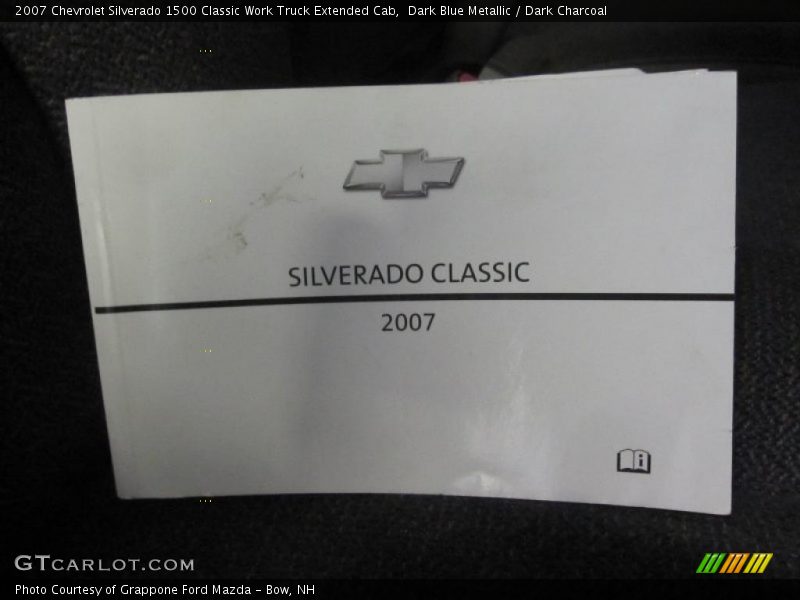 2007 Chevrolet Silverado 1500 Classic Work Truck Extended Cab,  Dark Blue Metallic / Dark Charcoal
SILVERADO CLASSIC
2007
i
GTCARLOT.COM
Photo Courtesy of Grappone Ford Mazda - Bow, NH